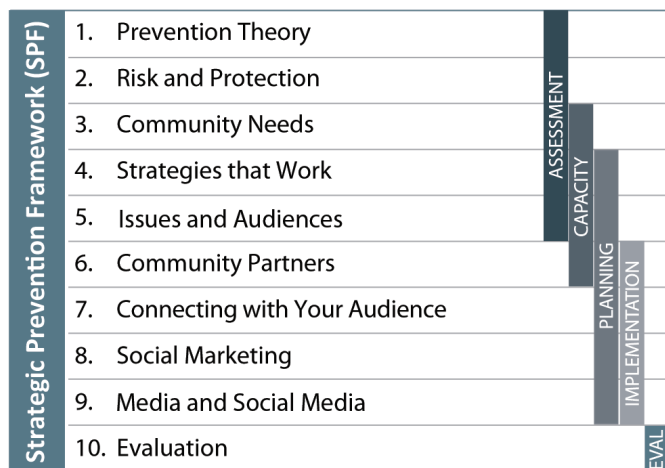 Strategic Prevention Framework (SPF)
1. Prevention Theory
2. Risk and Protection
3. Community Needs
4. Strategies that Work
5. Issues and Audiences
6. Community Partners
7. Connecting with Your Audience
8. Social Marketing
9. Media and Social Media
10. Evaluation
ASSESSMENT
CAPACITY
PLANNING
IMPLEMENTATION
EVAL